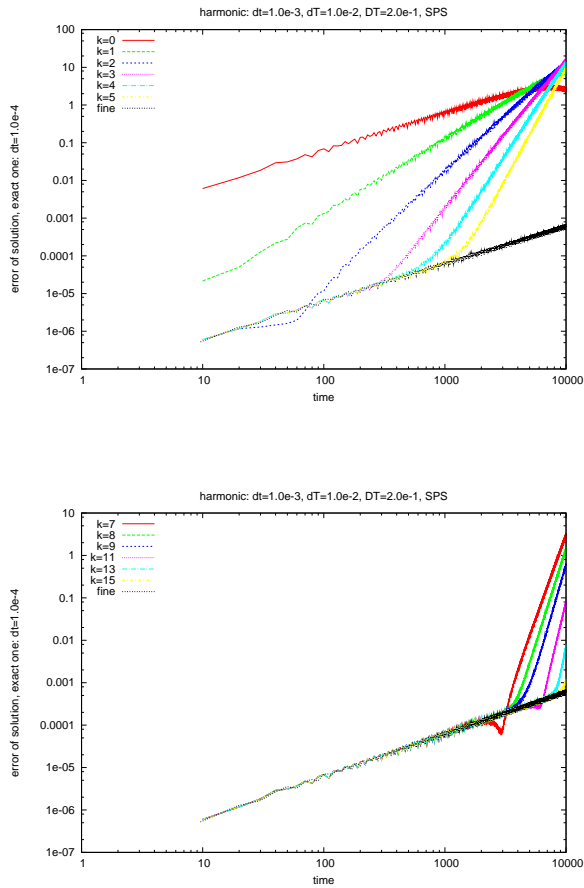 harmonic: dt=1.0e-3, dT=1.0e-2, DT=2.0e-1, SPS
100
10
1
0.1
0.01
0.001
0.0001
1e-05
1e-06
1e-07
error of solution, exact one: dt=1.0e-4
k=0
k=1
k=2
k=3
k=4
k=5
fine
1 10 100 1000 10000
time
harmonic: dt=1.0e-3, dT=1.0e-2, DT=2.0e-1, SPS
10
1
0.1
0.01
0.001
0.0001
1e-05
1e-06
1e-07
error of solution, exact one: dt=1.0e-4
k=7
k=8
k=9
k=11
k=13
k=15
fine
1 10 100 1000 10000
time